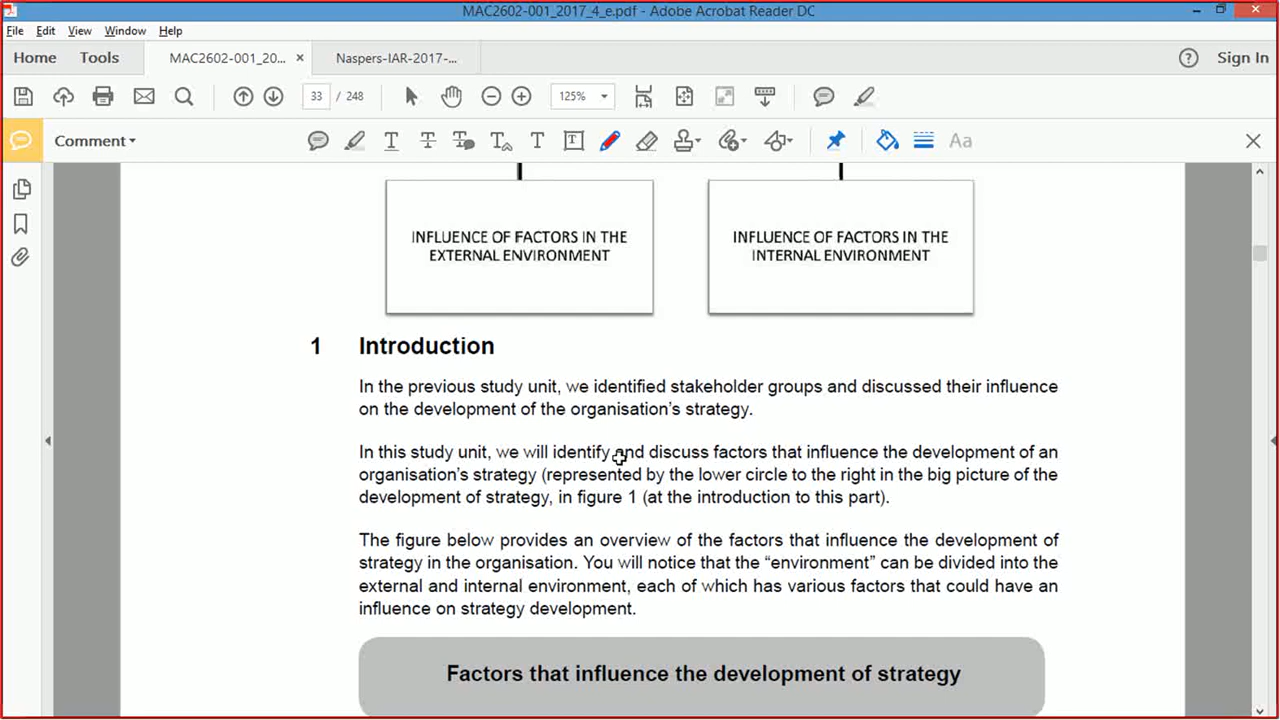 MAC2602-001_2017_4_e.pdf - Adobe Acrobat Reader DC
File Edit View Window Help
Home Tools MAC2602-001_20... × Naspers-IAR-2017-... Sign In
33 / 248 125%
Comment
INFLUENCE OF FACTORS IN THE
EXTERNAL ENVIRONMENT
INFLUENCE OF FACTORS IN THE
INTERNAL ENVIRONMENT
1 Introduction
In the previous study unit, we identified stakeholder groups and discussed their influence
on the development of the organisation's strategy.
In this study unit, we will identify and discuss factors that influence the development of an
organisation's strategy (represented by the lower circle to the right in the big picture of the
development of strategy, in figure 1 (at the introduction to this part).
The figure below provides an overview of the factors that influence the development of
strategy in the organisation. You will notice that the “environment” can be divided into the
external and internal environment, each of which has various factors that could have an
influence on strategy development.
Factors that influence the development of strategy